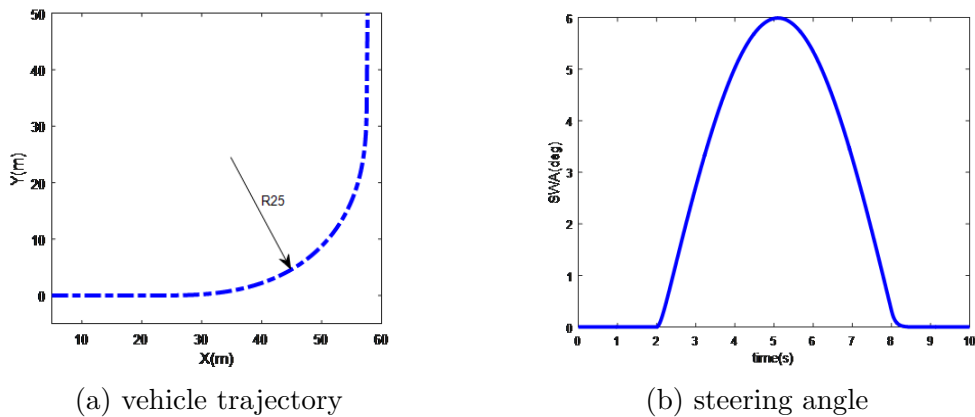 50
40
30
20
10
0
Y(m)
R25
10 20 30 40 50 60
X(m)
(a) vehicle trajectory
6
5
4
3
2
1
0
SWA(deg)
0 1 2 3 4 5 6 7 8 9 10
time(s)
(b) steering angle